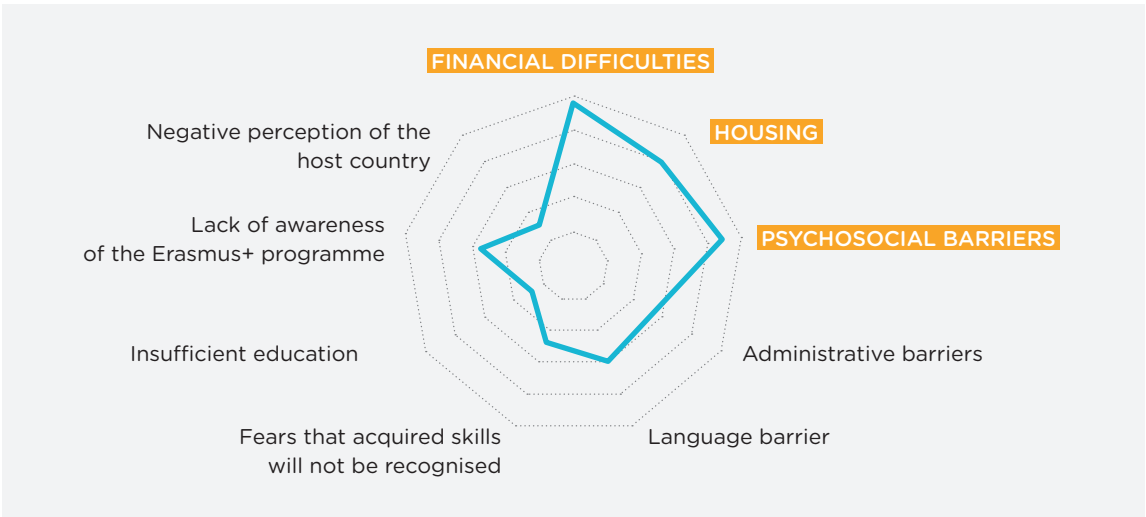 FINANCIAL DIFFICULTIES
HOUSING
PSYCHOSOCIAL BARRIERS
Administrative barriers
Language barrier
Fears that acquired skills
will not be recognised
Insufficient education
Lack of awareness
of the Erasmus+ programme
Negative perception of the
host country